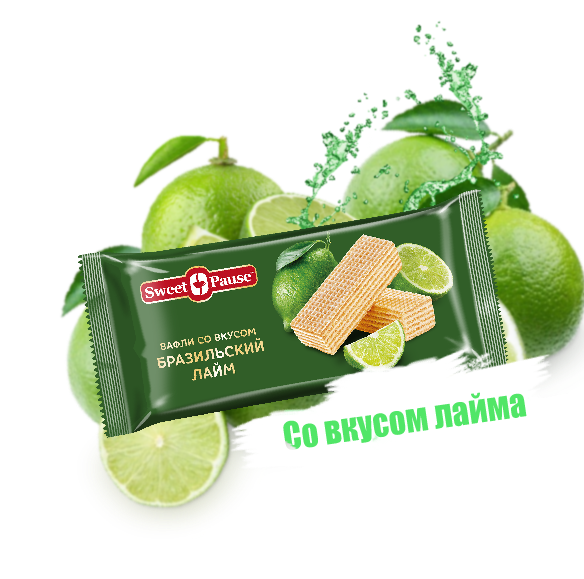 Sweet Pause
ВАФЛИ СО ВКУСОМ
БРАЗИЛЬСКИЙ
ЛАЙМ
Со вкусом лайма